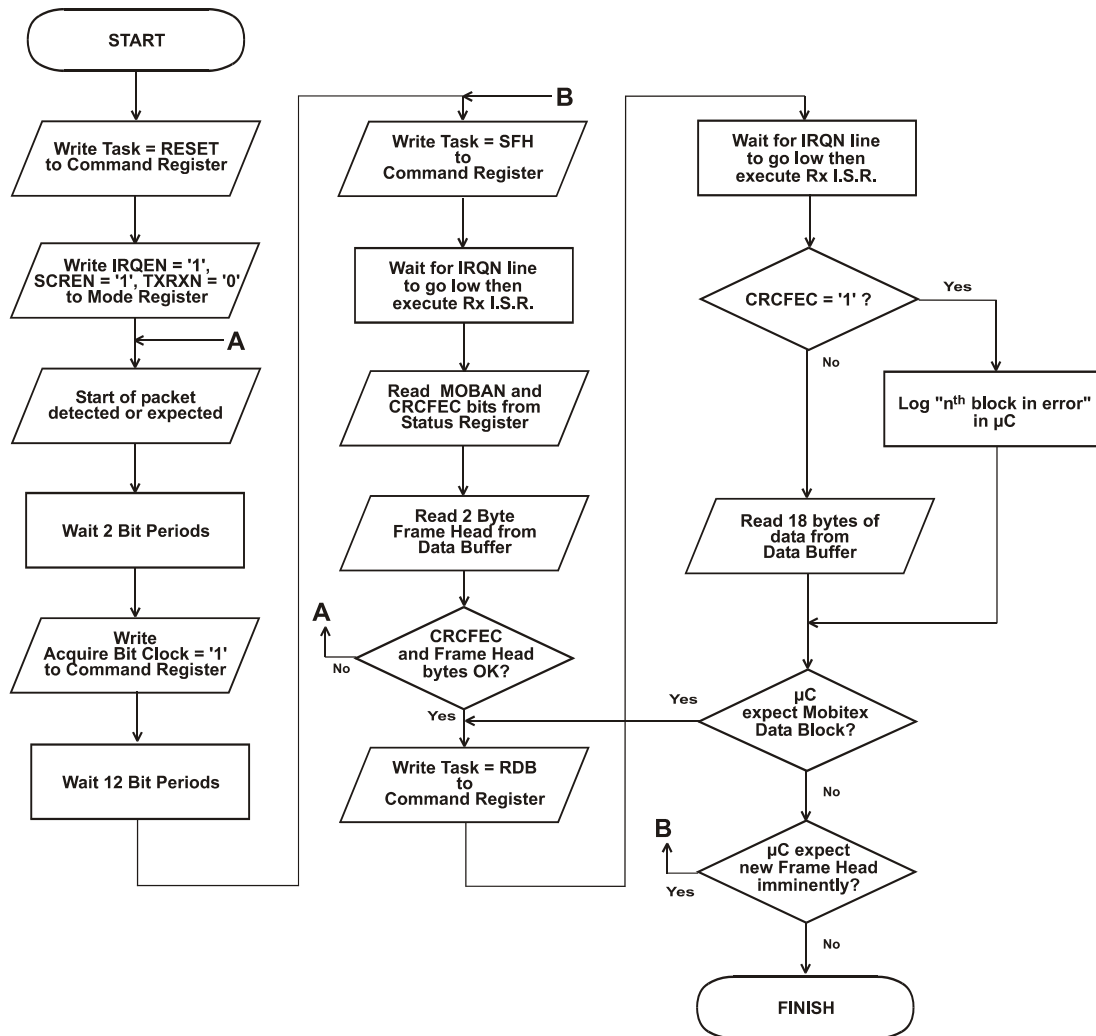 START
Write Task = RESET
to Command Register
Write IRQEN = '1',
SCREN = '1', TXRXN = '0'
to Mode Register
A
Start of packet
detected or expected
Wait 2 Bit Periods
Write
Acquire Bit Clock = '1'
to Command Register
Wait 12 Bit Periods
B
Write Task = SFH
to
Command Register
Wait for IRQN line
to go low then
execute Rx I.S.R.
Read MOBAN and
CRCFEC bits from
Status Register
Read 2 Byte
Frame Head from
Data Buffer
A
No
CRCFEC
and Frame Head
bytes OK?
Yes
Write Task = RDB
to
Command Register
Wait for IRQN line
to go low then
execute Rx I.S.R.
CRCFEC = '1' ?
Yes
No
Log "nth block in error"
in µC
Read 18 bytes of
data from
Data Buffer
Yes
µC
expect Mobitex
Data Block?
No
B
Yes
µC expect
new Frame Head
imminently?
No
FINISH